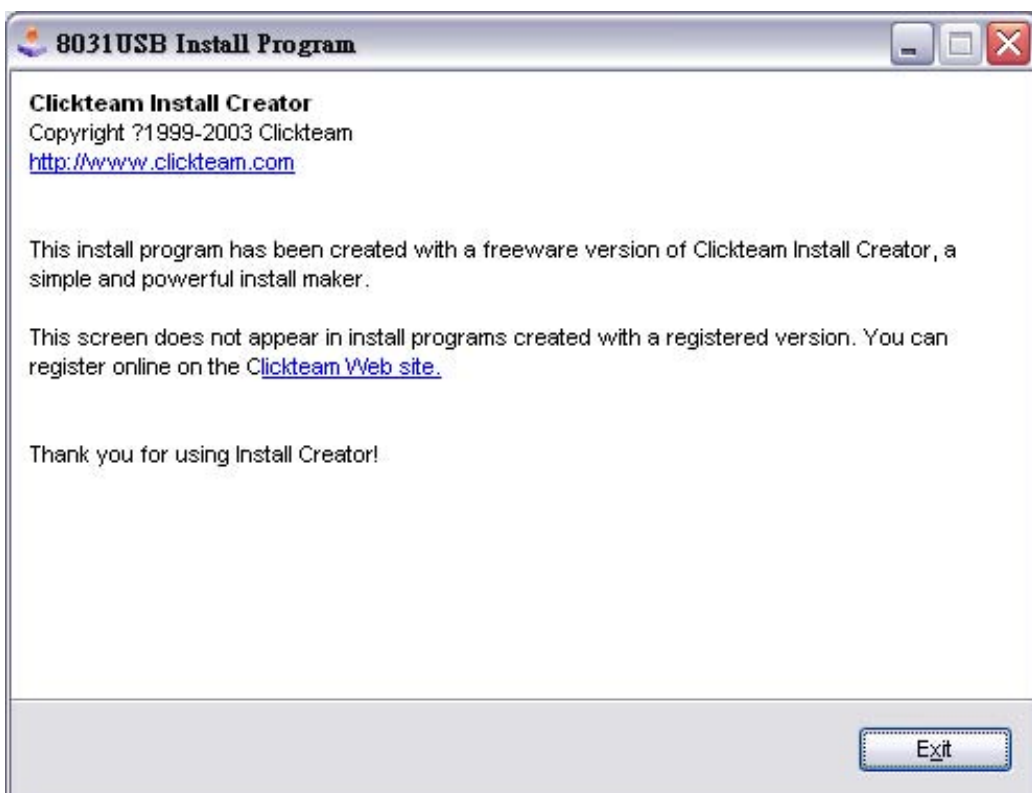 8031USB Install Program
Clickteam Install Creator
Copyright ?1999-2003 Clickteam
http://www.clickteam.com
This install program has been created with a freeware version of Clickteam Install Creator, a
simple and powerful install maker.
This screen does not appear in install programs created with a registered version. You can
register online on the Clickteam Web site.
Thank you for using Install Creator!
Exit